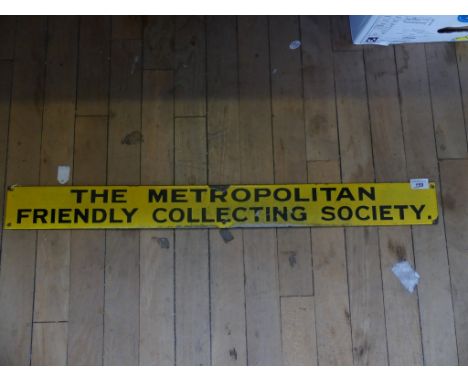 THE METROPOLITAN
FRIENDLY COLLECTING SOCIETY.